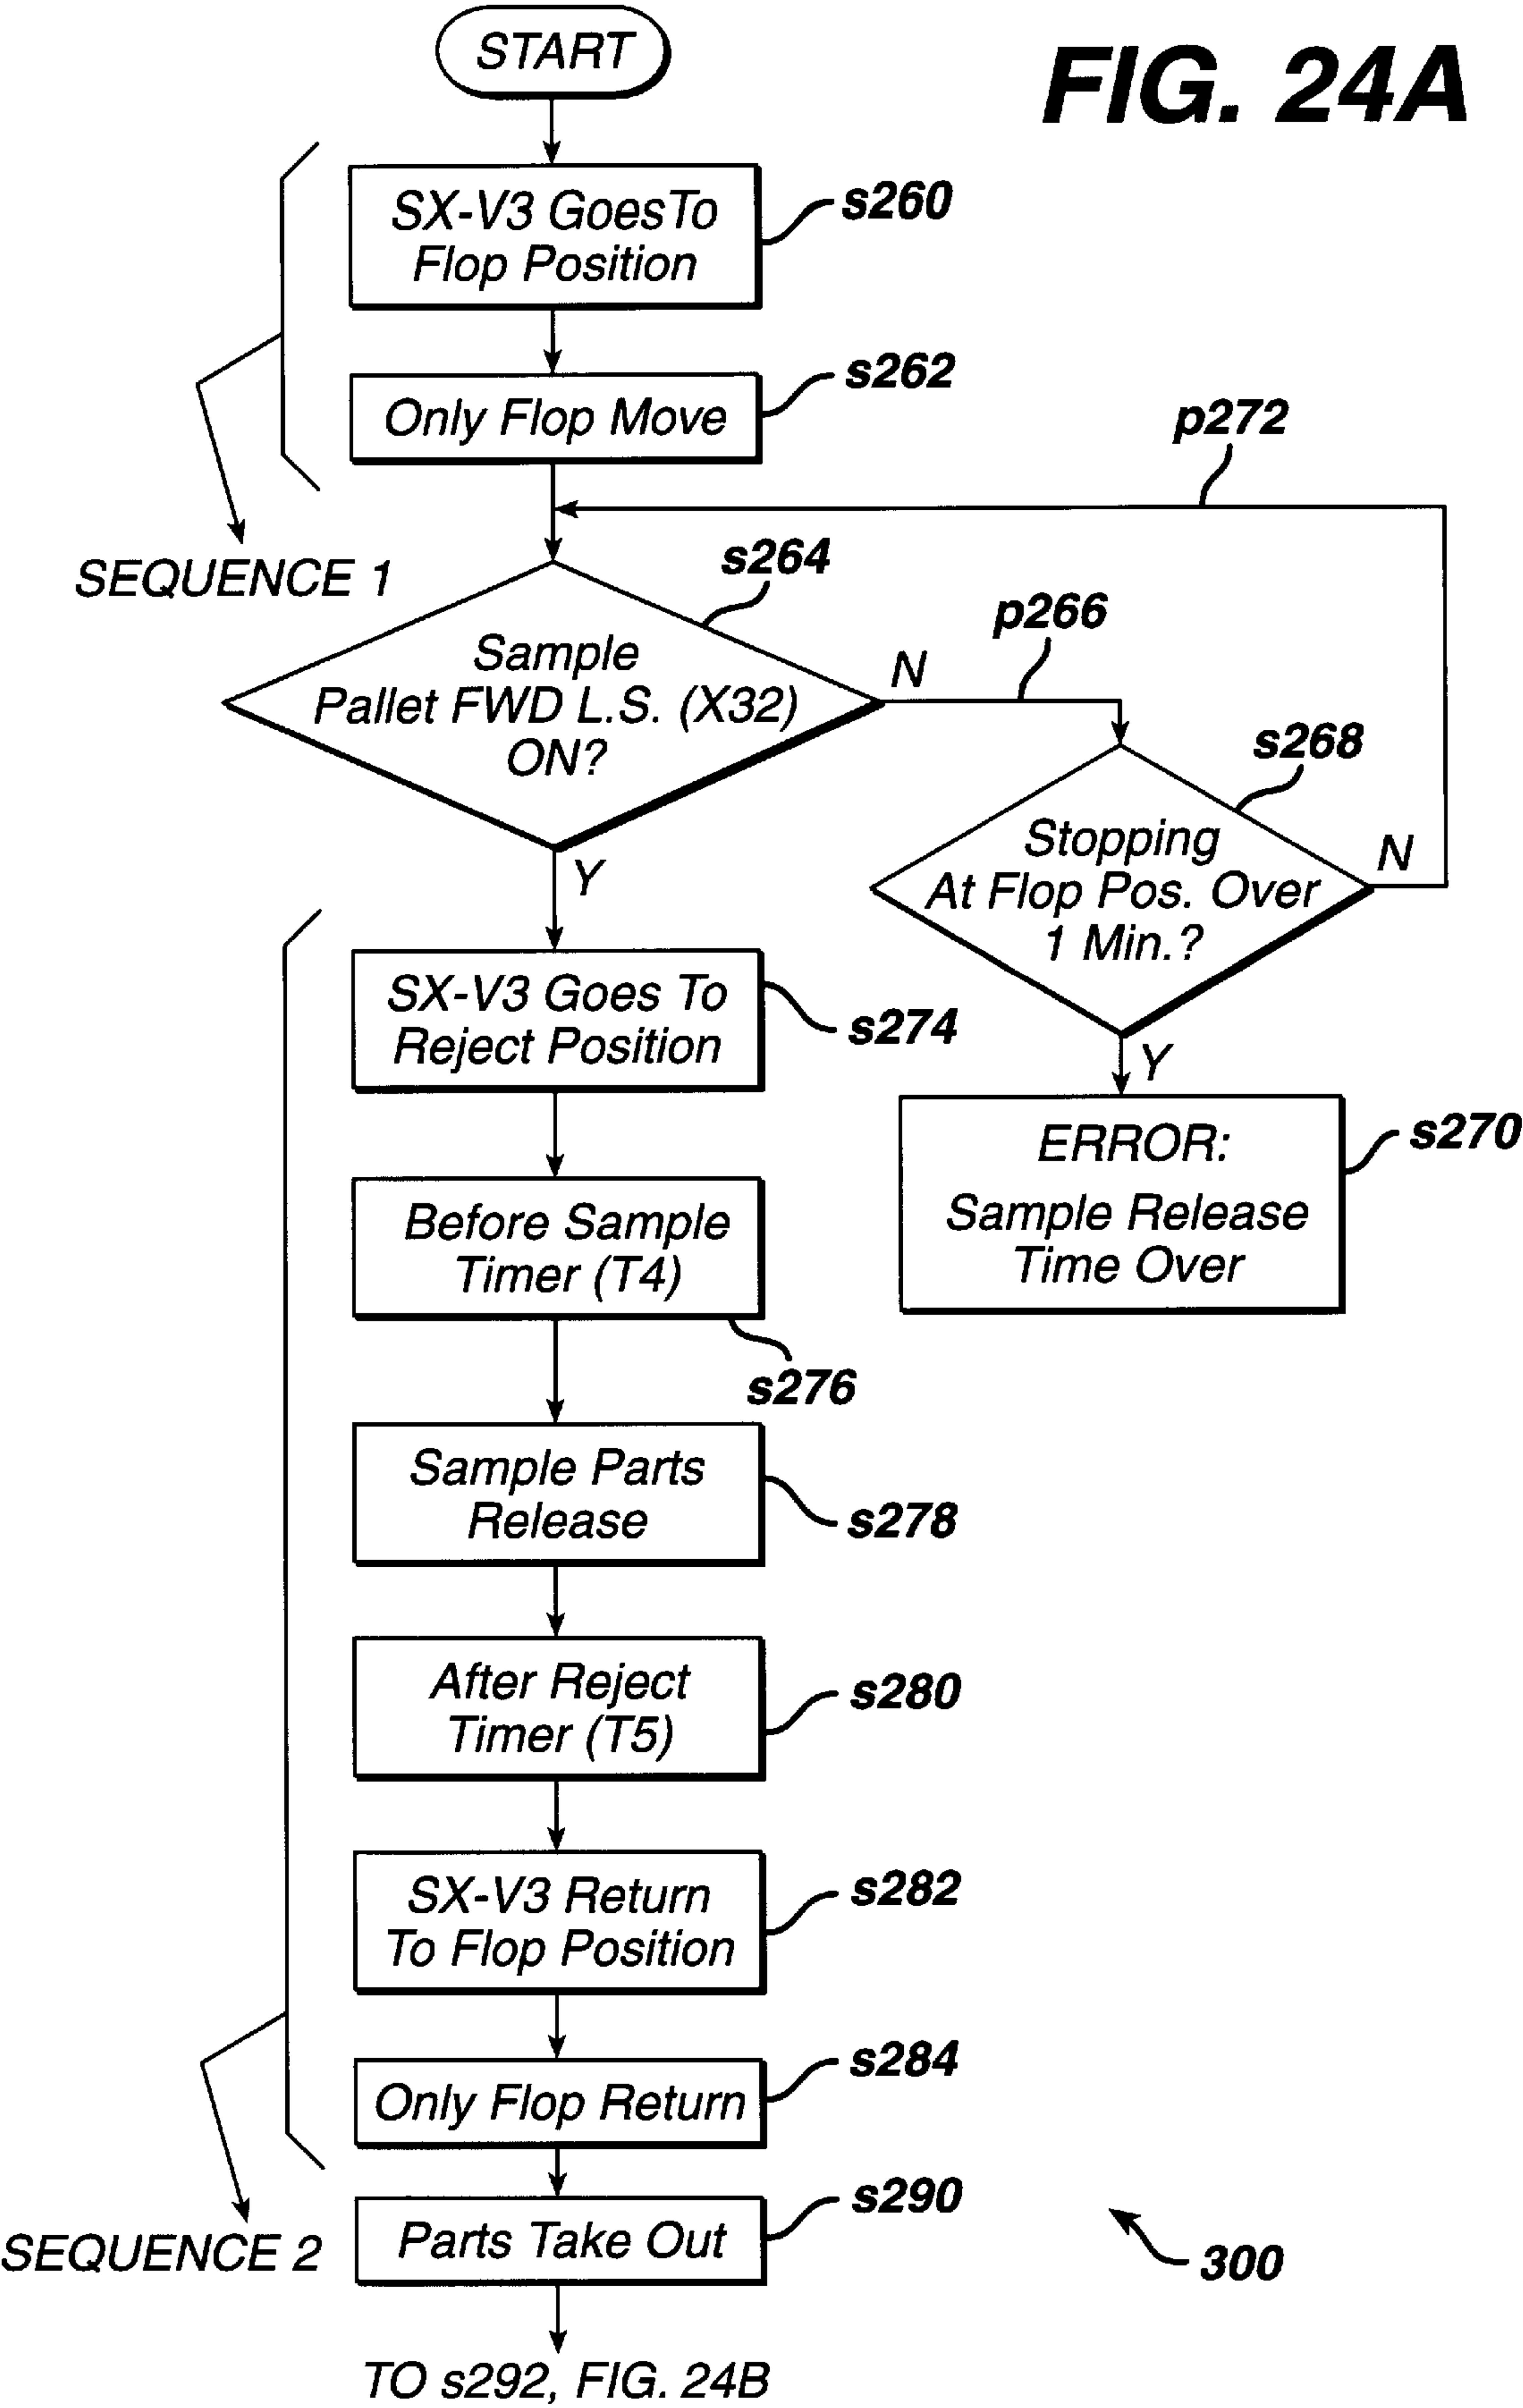 START
FIG. 24A
SX-V3 GoesTo
Flop Position
s260
Only Flop Move
s262
p272
SEQUENCE 1
s264
Sample
Pallet FWD L.S. (X32)
ON?
N
p266
s268
Stopping
At Flop Pos. Over
1 Min.?
N
Y
Y
SX-V3 Goes To
Reject Position
s274
ERROR:
Sample Release
Time Over
s270
Before Sample
Timer (T4)
s276
Sample Parts
Release
s278
After Reject
Timer (T5)
s280
SX-V3 Return
To Flop Position
s282
Only Flop Return
s284
SEQUENCE 2
Parts Take Out
s290
300
TO s292, FIG. 24B